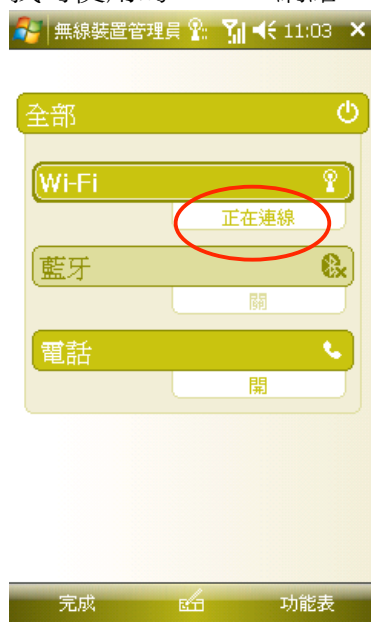 無線裝置管理員 11:03
全部
Wi-Fi
正在連線
藍牙
關
電話
開
完成 功能表